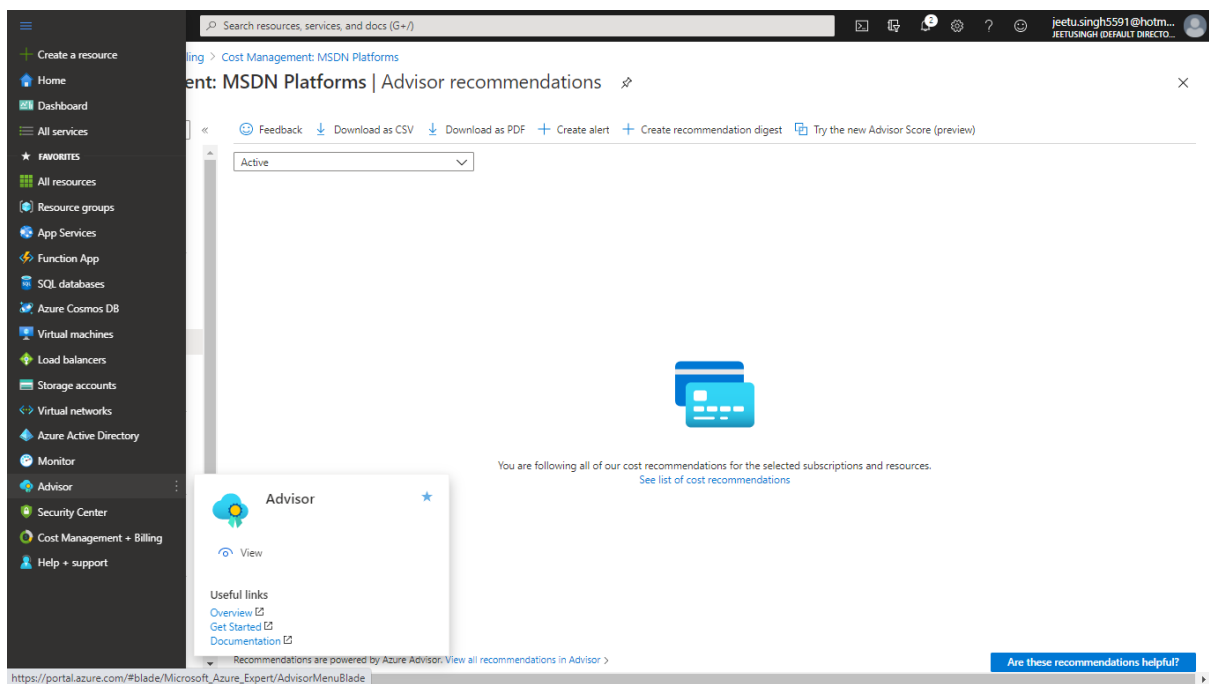 Search resources, services, and docs (G+/)
2
?
jeetu.singh5591@hotm...
JEETUSINGH (DEFAULT DIRECTO...
Create a resource
Home
Dashboard
All services
FAVORITES
All resources
Resource groups
App Services
Function App
SQL databases
Azure Cosmos DB
Virtual machines
Load balancers
Storage accounts
Virtual networks
Azure Active Directory
Monitor
Advisor
Security Center
Cost Management + Billing
Help + support
ling > Cost Management: MSDN Platforms
ent: MSDN Platforms | Advisor recommendations
«
Feedback
Download as CSV
Download as PDF
Create alert
Create recommendation digest
Try the new Advisor Score (preview)
Active
You are following all of our cost recommendations for the selected subscriptions and resources.
See list of cost recommendations
Advisor
View
Useful links
Overview
Get Started
Documentation
Recommendations are powered by Azure Advisor. View all recommendations in Advisor >
Are these recommendations helpful?
https://portal.azure.com/#blade/Microsoft_Azure_Expert/AdvisorMenuBlade